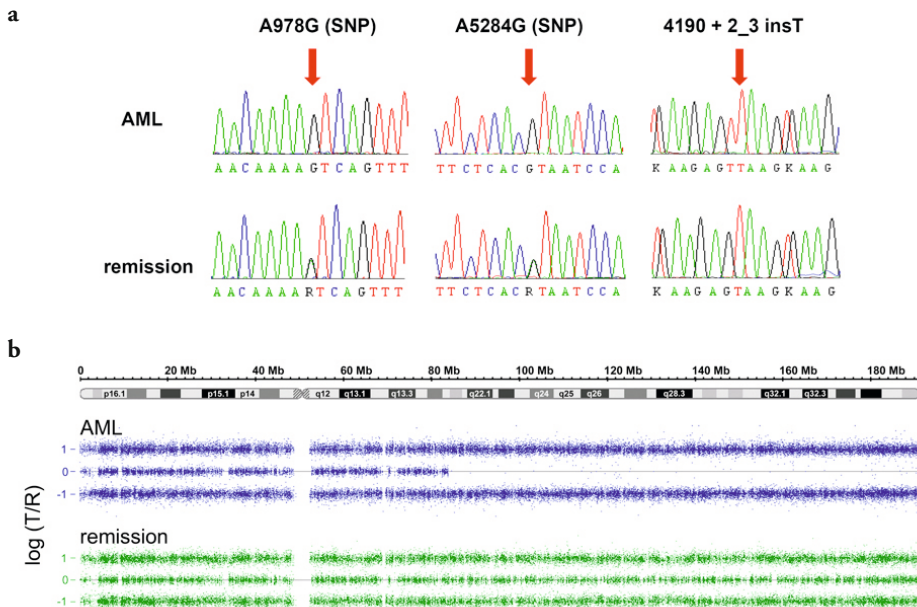 a
A978G (SNP) A5284G (SNP) 4190 + 2_3 insT
AML
A A C A A A A G T C A G T T T T T C T C A C G T A A T C C A K A A G A G T T A A G K A A G
remission
A A C A A A A R T C A G T T T T T C T C A C R T A A T C C A K A A G A G T A A G K A A G
b
0 20 Mb 40 Mb 60 Mb 80 Mb 100 Mb 120 Mb 140 Mb 160 Mb 180 Mb
p16.1 p15.1 p14 q12 q13.1 q13.3 q22.1 q24 q25 q26 q28.3 q32.1 q32.3
AML
1
0
-1
log (T/R)
remission
1
0
-1